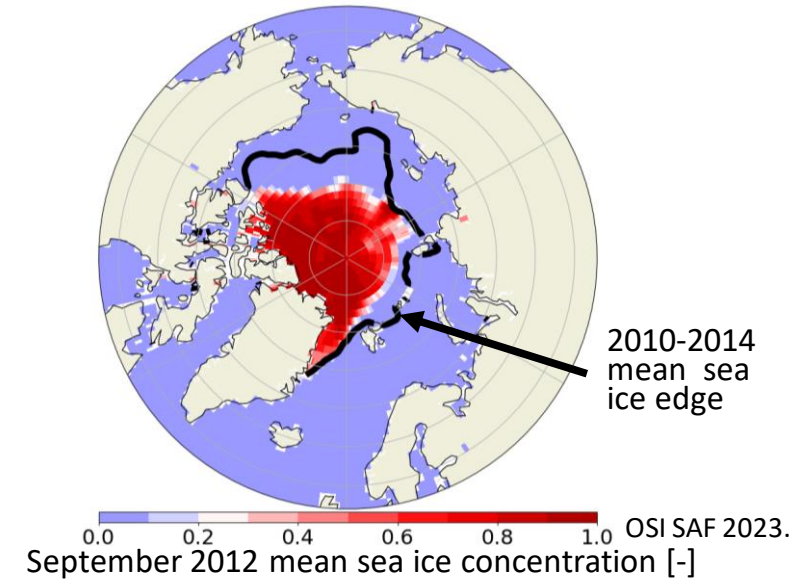 2010-2014
mean sea
ice edge
0.0 0.2 0.4 0.6 0.8 1.0 OSI SAF 2023.
September 2012 mean sea ice concentration [-]